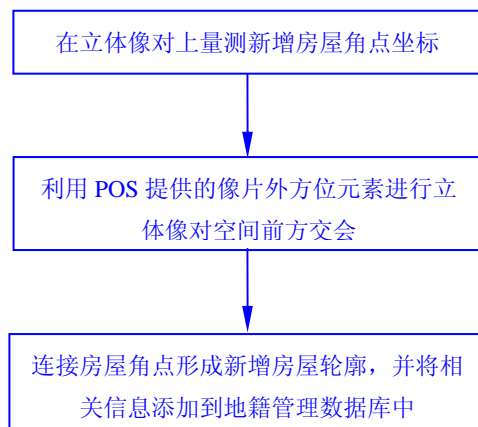 在立体像对上量测新增房屋角点坐标
利用 POS 提供的像片外方位元素进行立
体像对空间前方交会
连接房屋角点形成新增房屋轮廓，并将相
关信息添加到地籍管理数据库中